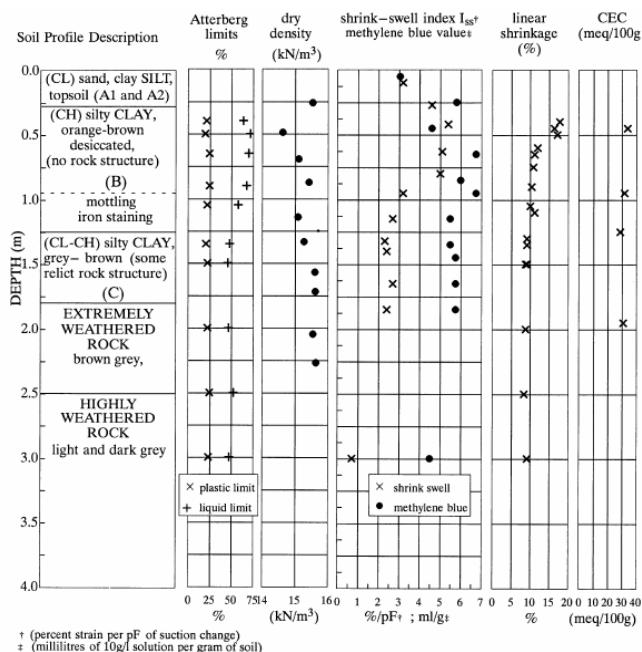 Soil Profile Description
Atterberg
limits
%
dry
density
(kN/m³)
shrink−swell index Iss†
methylene blue value‡
linear
shrinkage
(%)
CEC
(meq/100g)
DEPTH (m)
0.0
0.5
1.0
1.5
2.0
2.5
3.0
3.5
4.0
(CL) sand, clay SILT,
topsoil (A1 and A2)
(CH) silty CLAY,
orange-brown
desiccated,
(no rock structure)
(B)
mottling
iron staining
(CL-CH) silty CLAY,
grey− brown (some
relict rock structure)
(C)
EXTREMELY
WEATHERED
ROCK
brown grey,
HIGHLY
WEATHERED
ROCK
light and dark grey
× plastic limit
+ liquid limit
× shrink swell
● methylene blue
0 25 50 75
14 15 16
0 1 2 3 4 5 6 7
0 5 10 15 20
0 10 20 30 40
%
(kN/m³)
%/pF† ; ml/g‡
%
(meq/100g)
† (percent strain per pF of suction change)
‡ (millilitres of 10g/l solution per gram of soil)